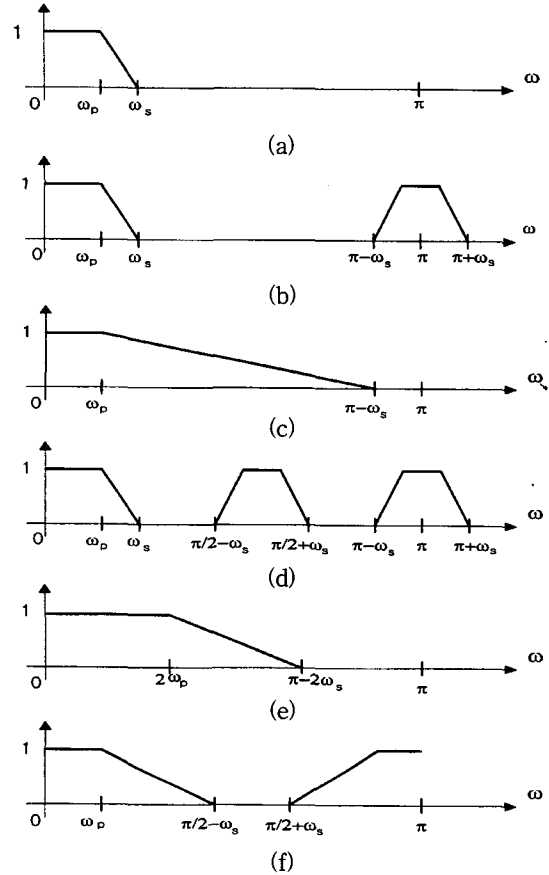 1
ω
0 ωp ωs π
(a)
1
ω
0 ωp ωs π−ωs π π+ωs
(b)
1
ω
0 ωp π−ωs π
(c)
1
ω
0 ωp ωs π/2−ωs π/2+ωs π−ωs π π+ωs
(d)
1
ω
0 2ωp π−2ωs π
(e)
1
ω
0 ωp π/2−ωs π/2+ωs π
(f)